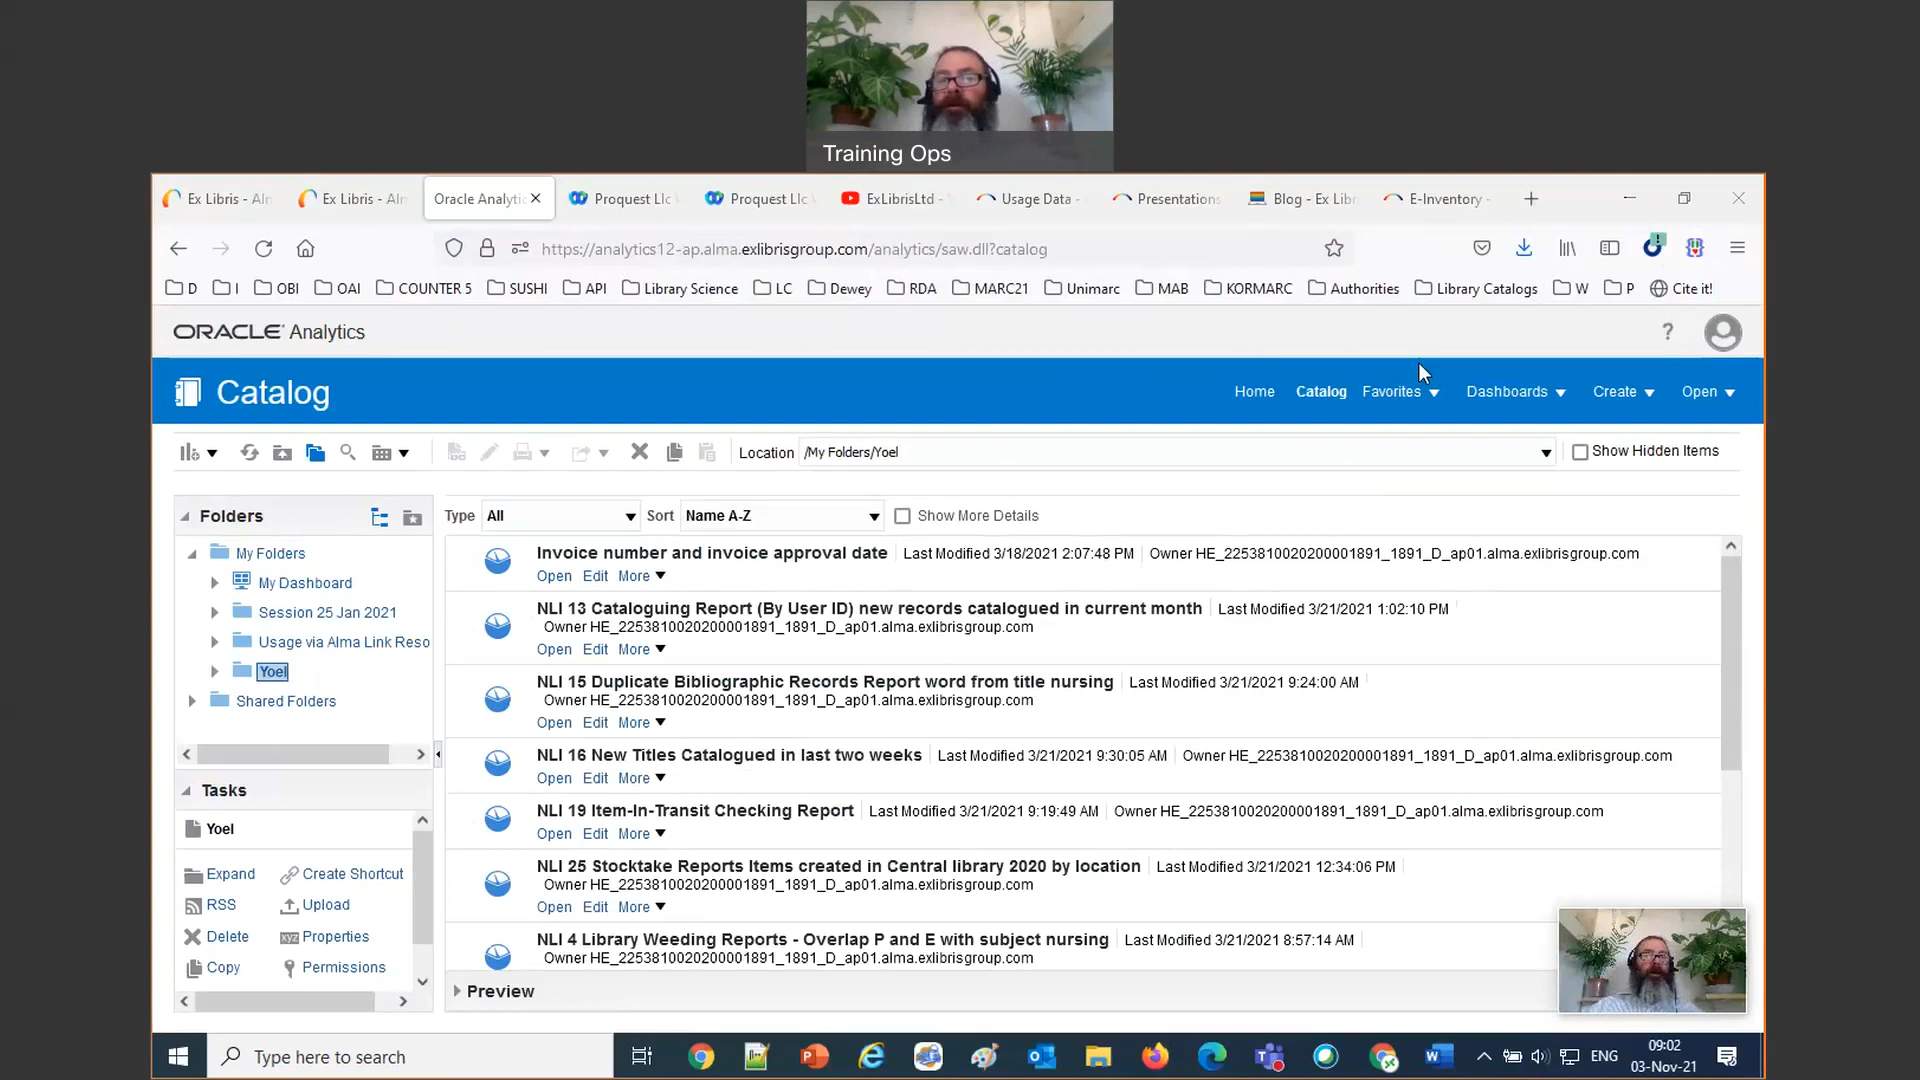 Training Ops
Ex Libris - Alm
Ex Libris - Alm
Oracle Analytic
Proquest Llc
Proquest Llc
ExLibrisLtd -
Usage Data -
Presentations
Blog - Ex Libr
E-Inventory -
https://analytics12-ap.alma.exlibrisgroup.com/analytics/saw.dll?catalog
D I OBI OAI COUNTER 5 SUSHI API Library Science LC Dewey RDA MARC21 Unimarc MAB KORMARC Authorities Library Catalogs W P Cite it!
ORACLE Analytics
?
Catalog
Home Catalog Favorites Dashboards Create Open
Location /My Folders/Yoel
Show Hidden Items
Folders
My Folders
My Dashboard
Session 25 Jan 2021
Usage via Alma Link Reso
Yoel
Shared Folders
Tasks
Yoel
Expand Create Shortcut
RSS Upload
Delete xyz Properties
Copy Permissions
Type All Sort Name A-Z Show More Details
Invoice number and invoice approval date Last Modified 3/18/2021 2:07:48 PM Owner HE_2253810020200001891_1891_D_ap01.alma.exlibrisgroup.com
Open Edit More
NLI 13 Cataloguing Report (By User ID) new records catalogued in current month Last Modified 3/21/2021 1:02:10 PM
Owner HE_2253810020200001891_1891_D_ap01.alma.exlibrisgroup.com
Open Edit More
NLI 15 Duplicate Bibliographic Records Report word from title nursing Last Modified 3/21/2021 9:24:00 AM
Owner HE_2253810020200001891_1891_D_ap01.alma.exlibrisgroup.com
Open Edit More
NLI 16 New Titles Catalogued in last two weeks Last Modified 3/21/2021 9:30:05 AM Owner HE_2253810020200001891_1891_D_ap01.alma.exlibrisgroup.com
Open Edit More
NLI 19 Item-In-Transit Checking Report Last Modified 3/21/2021 9:19:49 AM Owner HE_2253810020200001891_1891_D_ap01.alma.exlibrisgroup.com
Open Edit More
NLI 25 Stocktake Reports Items created in Central library 2020 by location Last Modified 3/21/2021 12:34:06 PM
Owner HE_2253810020200001891_1891_D_ap01.alma.exlibrisgroup.com
Open Edit More
NLI 4 Library Weeding Reports - Overlap P and E with subject nursing Last Modified 3/21/2021 8:57:14 AM
Owner HE_2253810020200001891_1891_D_ap01.alma.exlibrisgroup.com
Preview
Type here to search
ENG
09:02
03-Nov-21